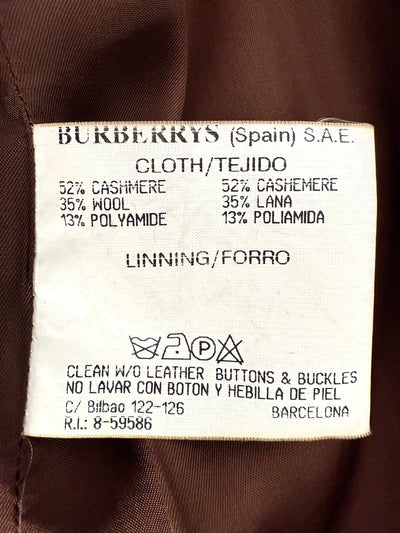 BURBERRYS (Spain) S.A.E.
CLOTH/TEJIDO
52% CASHMERE 52% CASHEMERE
35% WOOL 35% LANA
13% POLYAMIDE 13% POLIAMIDA
LINNING/FORRO
P
CLEAN W/O LEATHER BUTTONS & BUCKLES
NO LAVAR CON BOTON Y HEBILLA DE PIEL
C/ Bilbao 122-126 BARCELONA
R.I.: 8-59586